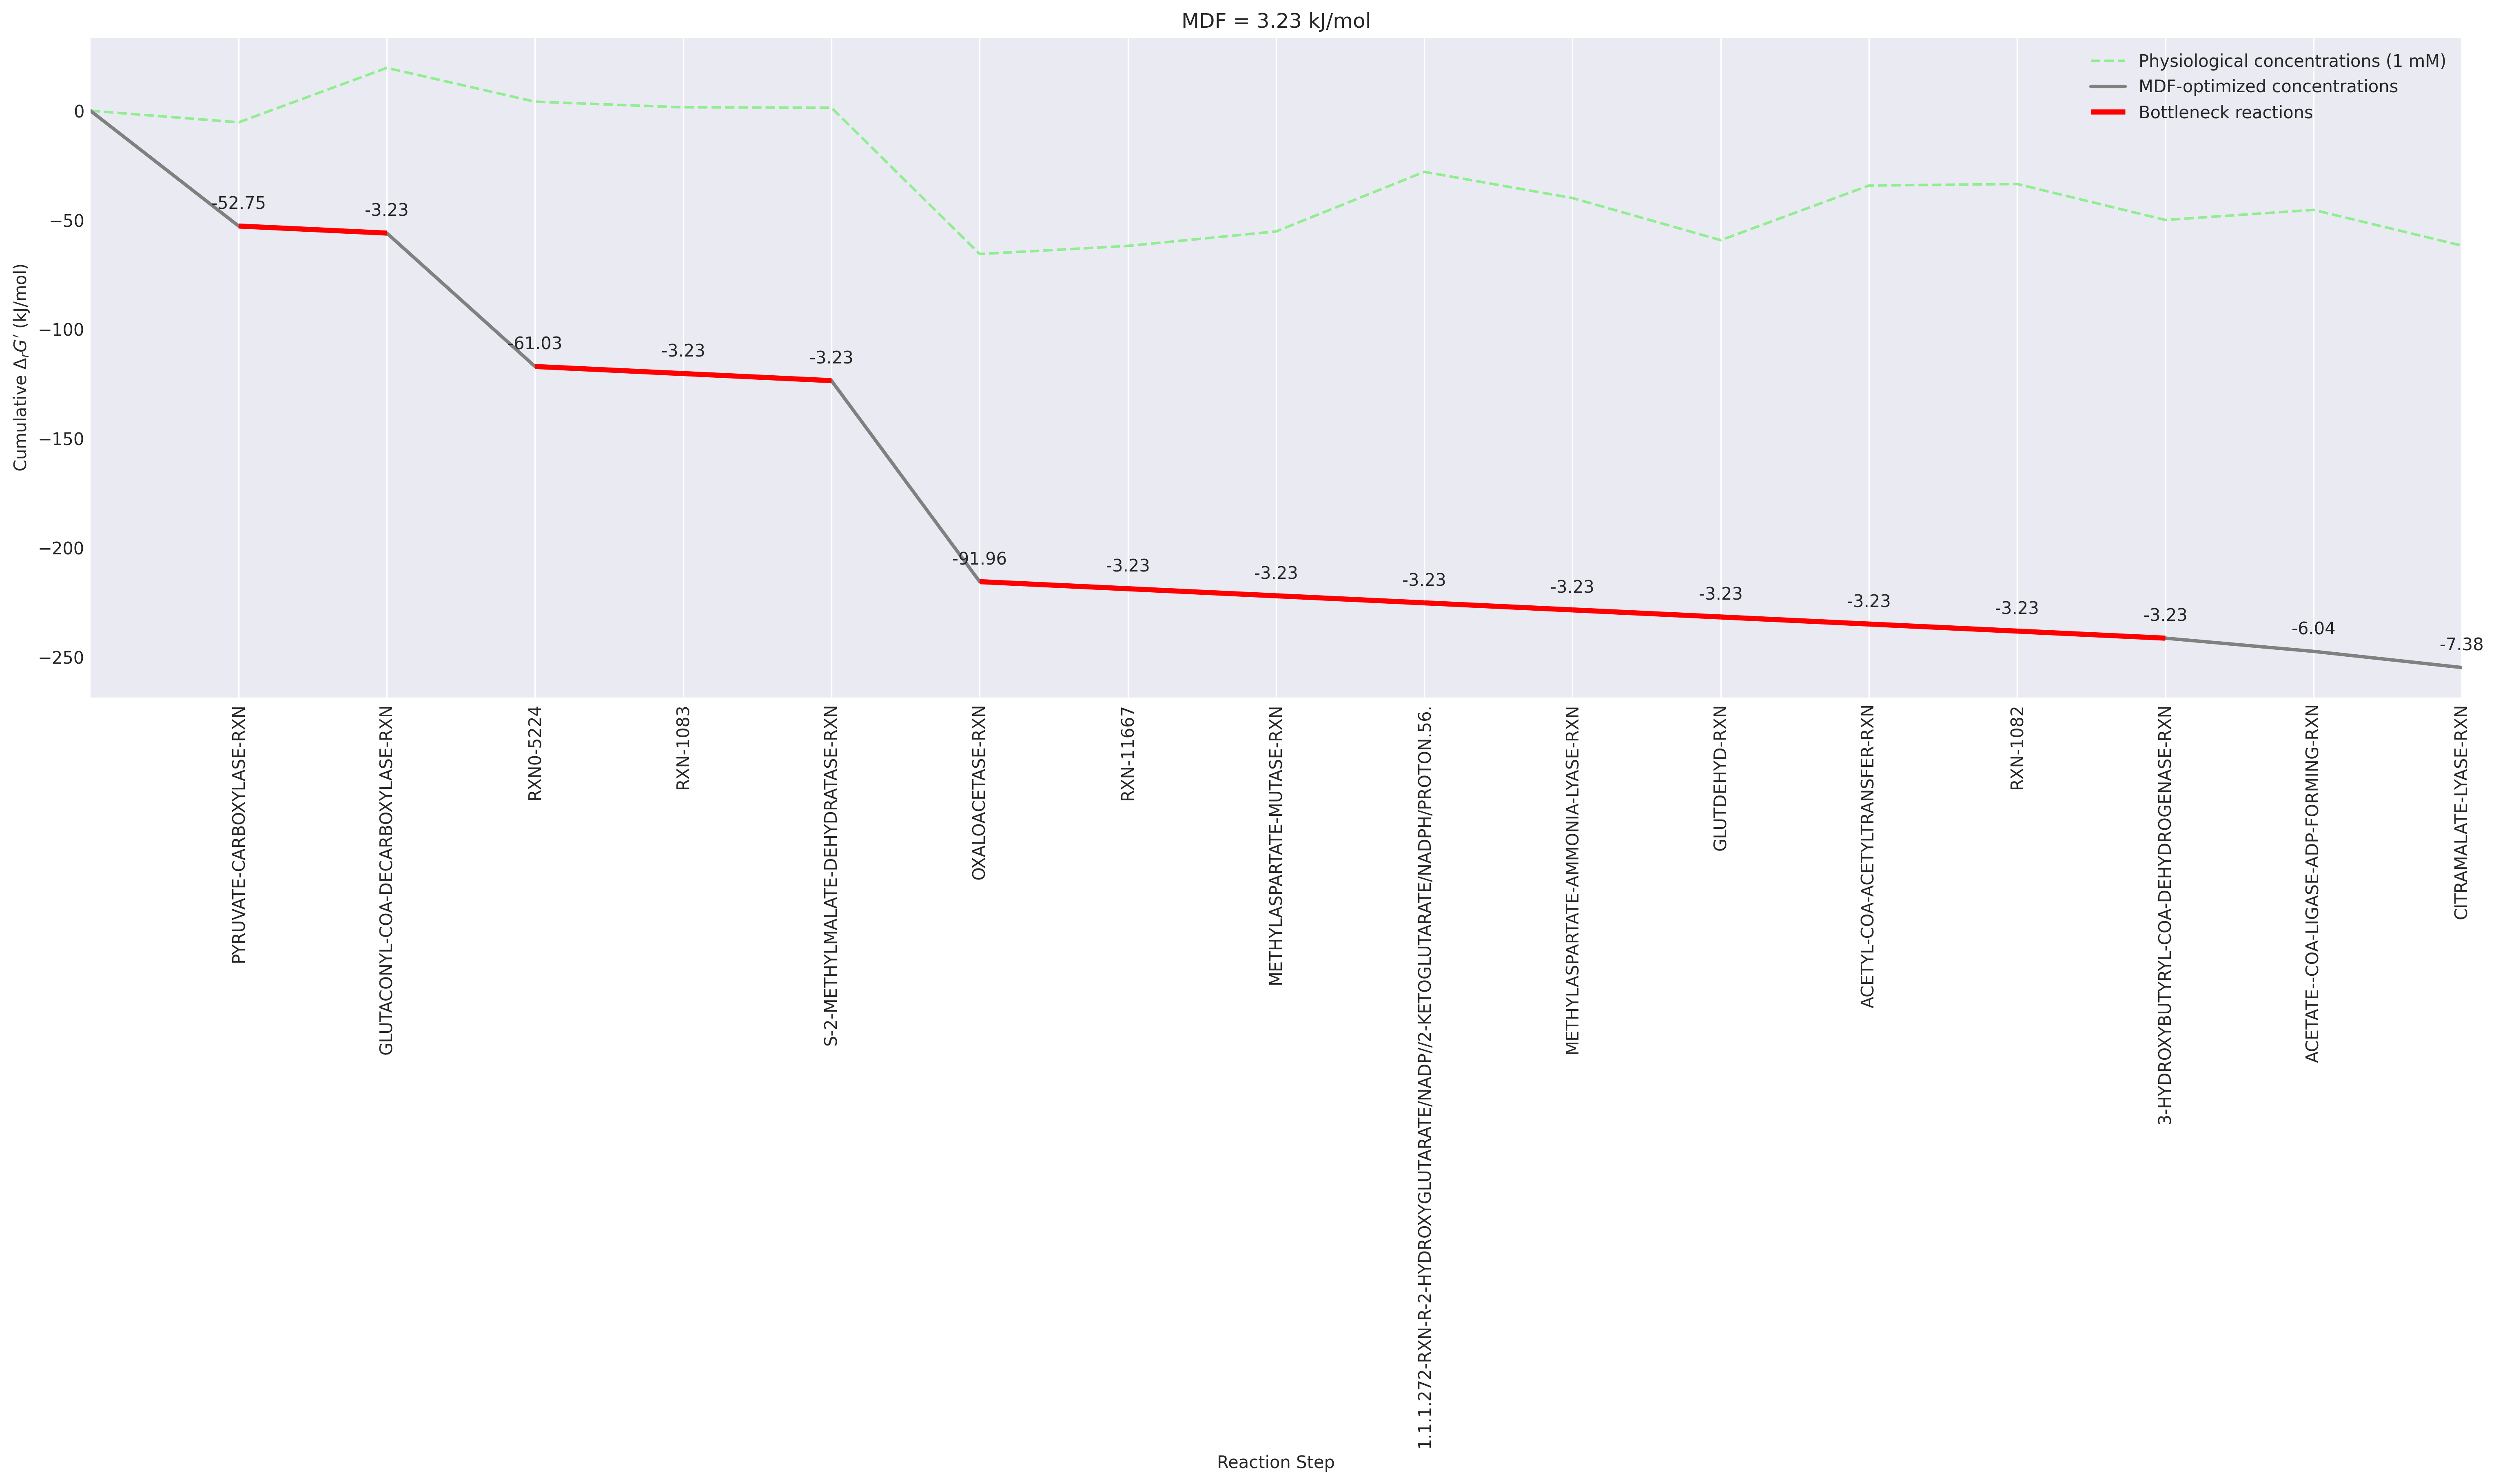 MDF = 3.23 kJ/mol
Physiological concentrations (1 mM)
MDF-optimized concentrations
Bottleneck reactions
Cumulative ΔrG′ (kJ/mol)
0
−50
−100
−150
−200
−250
-52.75
-3.23
-61.03
-3.23
-3.23
-91.96
-3.23
-3.23
-3.23
-3.23
-3.23
-3.23
-3.23
-3.23
-6.04
-7.38
PYRUVATE-CARBOXYLASE-RXN
GLUTACONYL-COA-DECARBOXYLASE-RXN
RXN0-5224
RXN-1083
S-2-METHYLMALATE-DEHYDRATASE-RXN
OXALOACETASE-RXN
RXN-11667
METHYLASPARTATE-MUTASE-RXN
1.1.1.272-RXN-R-2-HYDROXYGLUTARATE/NADP//2-KETOGLUTARATE/NADPH/PROTON.56.
METHYLASPARTATE-AMMONIA-LYASE-RXN
GLUTDEHYD-RXN
ACETYL-COA-ACETYLTRANSFER-RXN
RXN-1082
3-HYDROXYBUTYRYL-COA-DEHYDROGENASE-RXN
ACETATE--COA-LIGASE-ADP-FORMING-RXN
CITRAMALATE-LYASE-RXN
Reaction Step